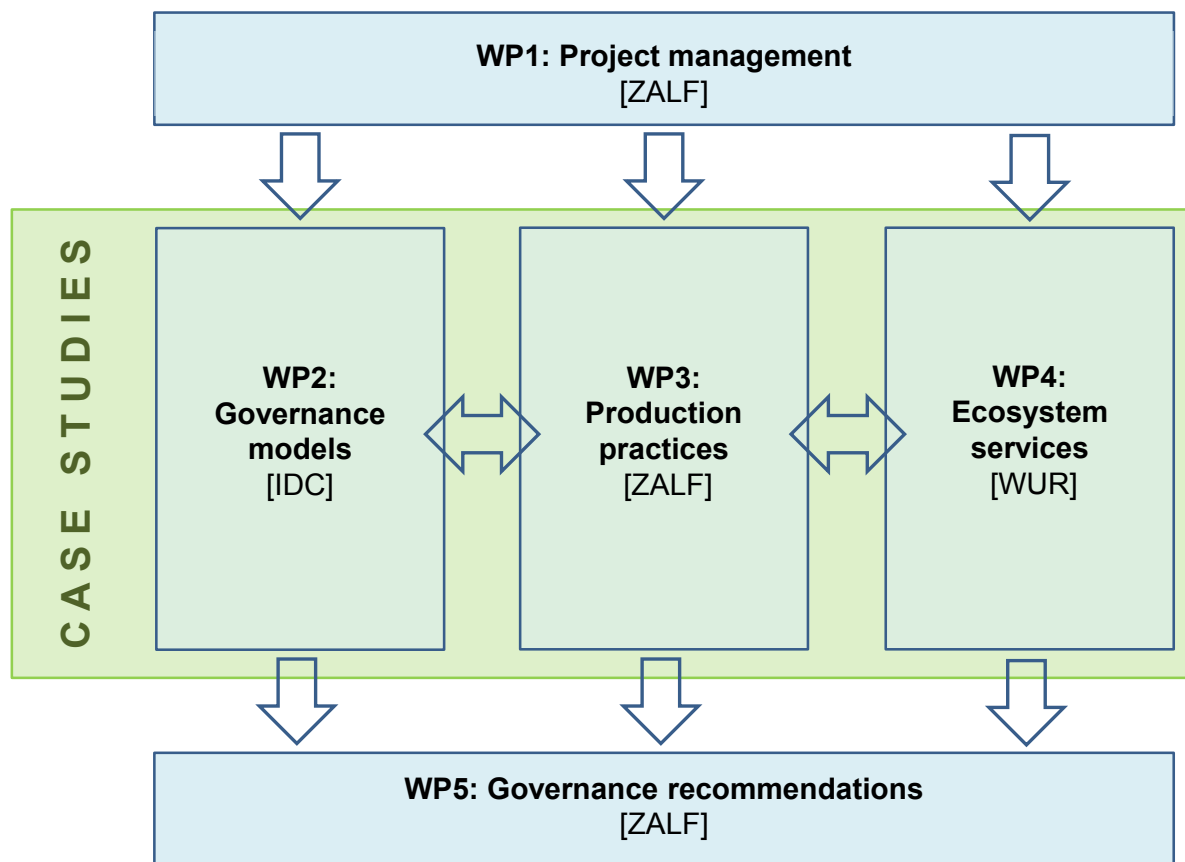 WP1: Project management
[ZALF]
CASE STUDIES
WP2:
Governance
models
[IDC]
WP3:
Production
practices
[ZALF]
WP4:
Ecosystem
services
[WUR]
WP5: Governance recommendations
[ZALF]